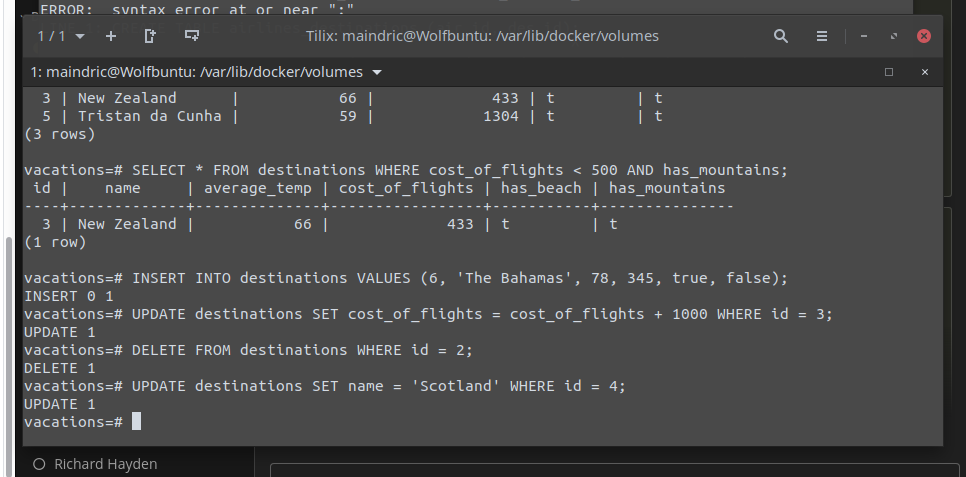 ERROR:  syntax error at or near ";"
1 / 1
Tilix: maindric@Wolfbuntu: /var/lib/docker/volumes
1: maindric@Wolfbuntu: /var/lib/docker/volumes
  3 | New Zealand      |           66 |             433 | t         | t
  5 | Tristan da Cunha |           59 |            1304 | t         | t
(3 rows)
vacations=# SELECT * FROM destinations WHERE cost_of_flights < 500 AND has_mountains;
 id |    name     | average_temp | cost_of_flights | has_beach | has_mountains
----+-------------+--------------+-----------------+-----------+---------------
  3 | New Zealand |           66 |             433 | t         | t
(1 row)
vacations=# INSERT INTO destinations VALUES (6, 'The Bahamas', 78, 345, true, false);
INSERT 0 1
vacations=# UPDATE destinations SET cost_of_flights = cost_of_flights + 1000 WHERE id = 3;
UPDATE 1
vacations=# DELETE FROM destinations WHERE id = 2;
DELETE 1
vacations=# UPDATE destinations SET name = 'Scotland' WHERE id = 4;
UPDATE 1
vacations=#
Richard Hayden